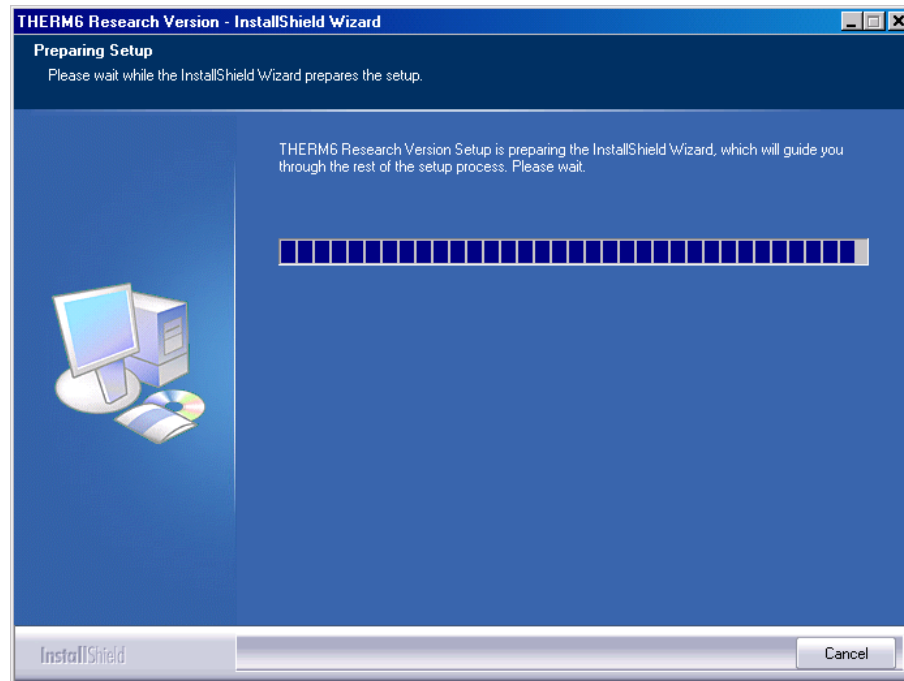 THERM6 Research Version - InstallShield Wizard
Preparing Setup
Please wait while the InstallShield Wizard prepares the setup.
THERM6 Research Version Setup is preparing the InstallShield Wizard, which will guide you
through the rest of the setup process. Please wait.
InstallShield
Cancel